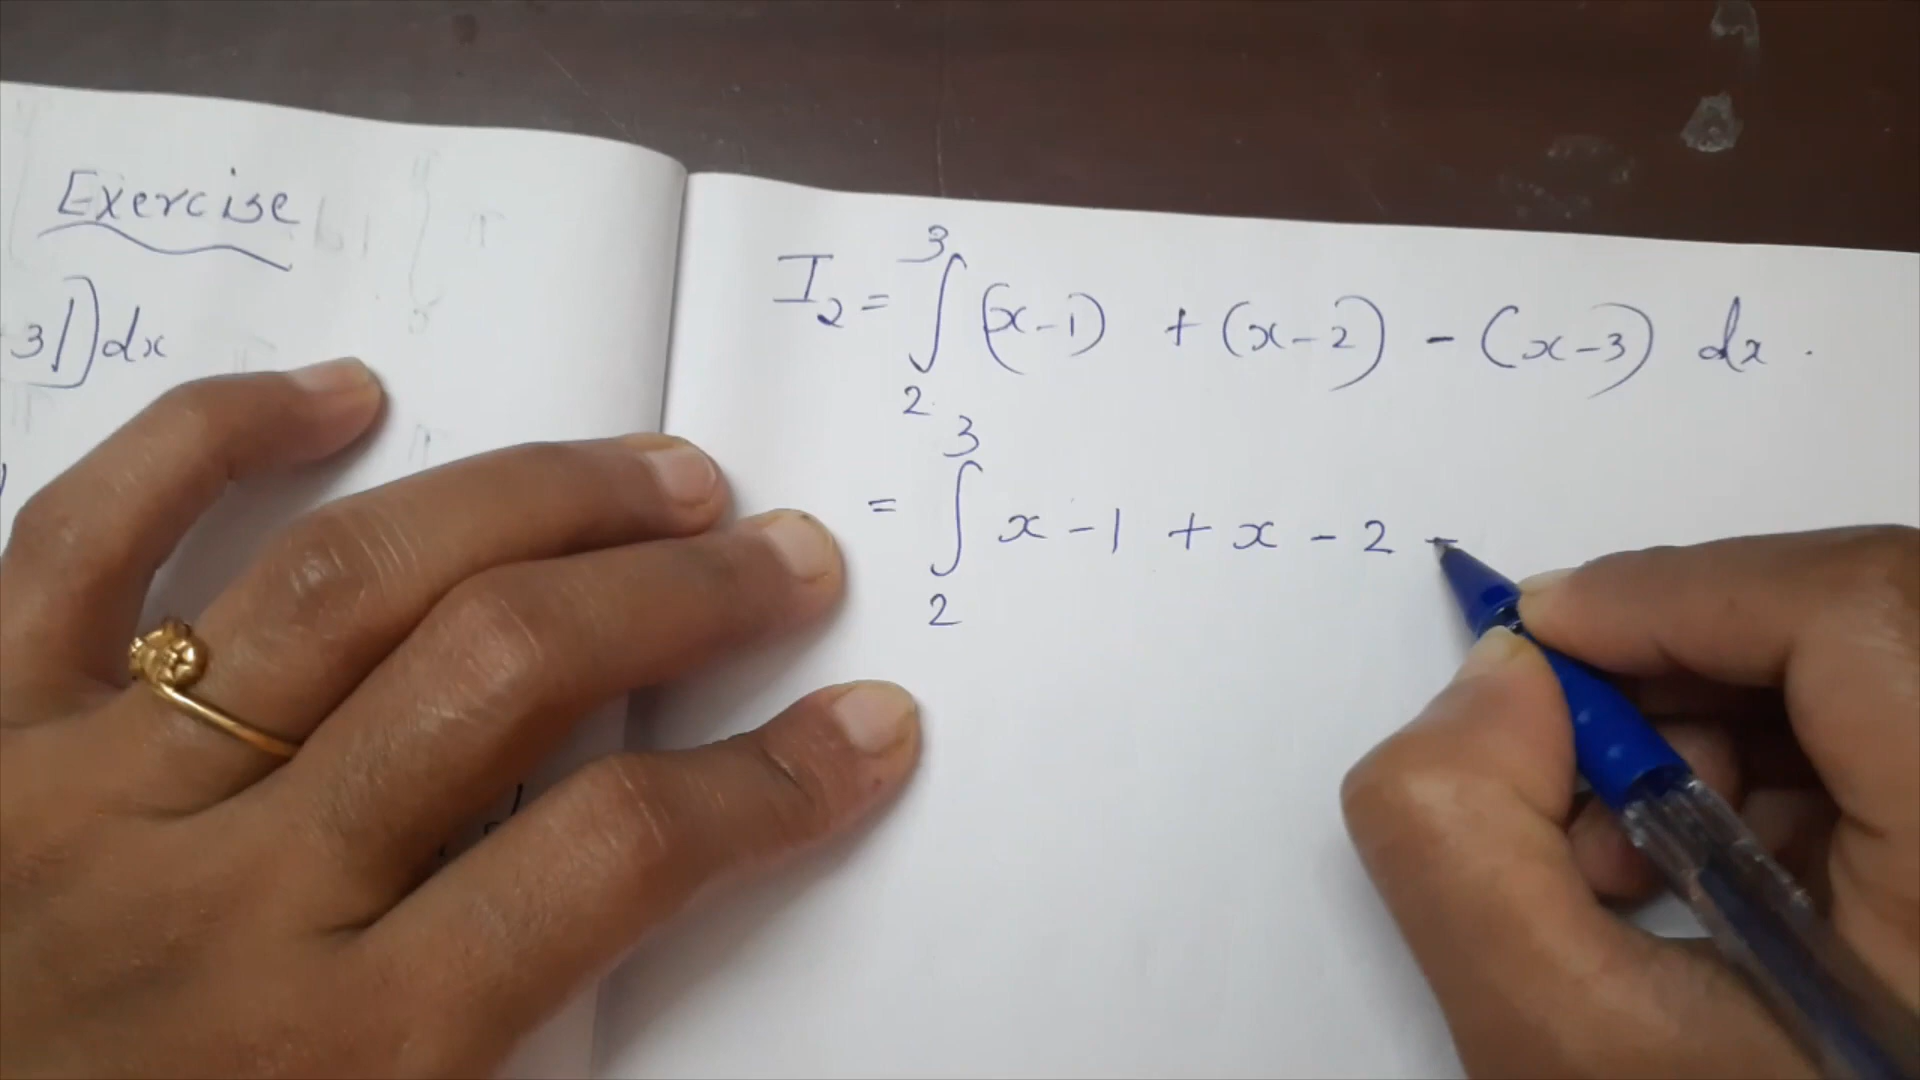 Exercise
3|)dx
I₂ = ∫₂³ (x-1) + (x-2) - (x-3) dx .
= ∫₂³ x - 1 + x - 2 -